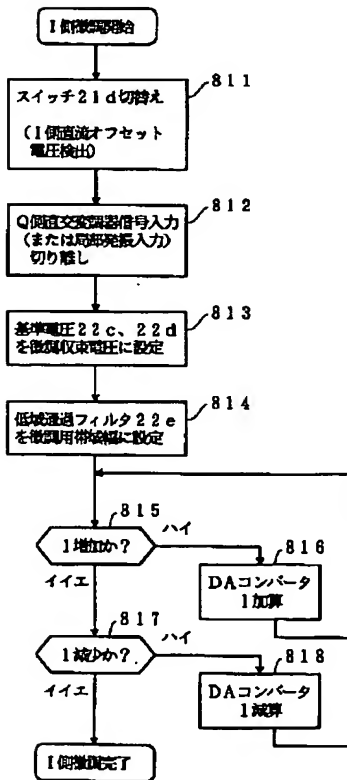 I側微調開始
811
スイッチ21d切替え
(I側直流オフセット
電圧検出)
812
Q側直交変調器信号入力
(または局部発振入力)
切り離し
813
基準電圧22c、22d
を微調収束電圧に設定
814
低域通過フィルタ22e
を微調用帯域幅に設定
815
1増加か?
ハイ
816
DAコンバータ
1加算
イイエ
817
1減少か?
ハイ
818
DAコンバータ
1減算
イイエ
I側微調完了